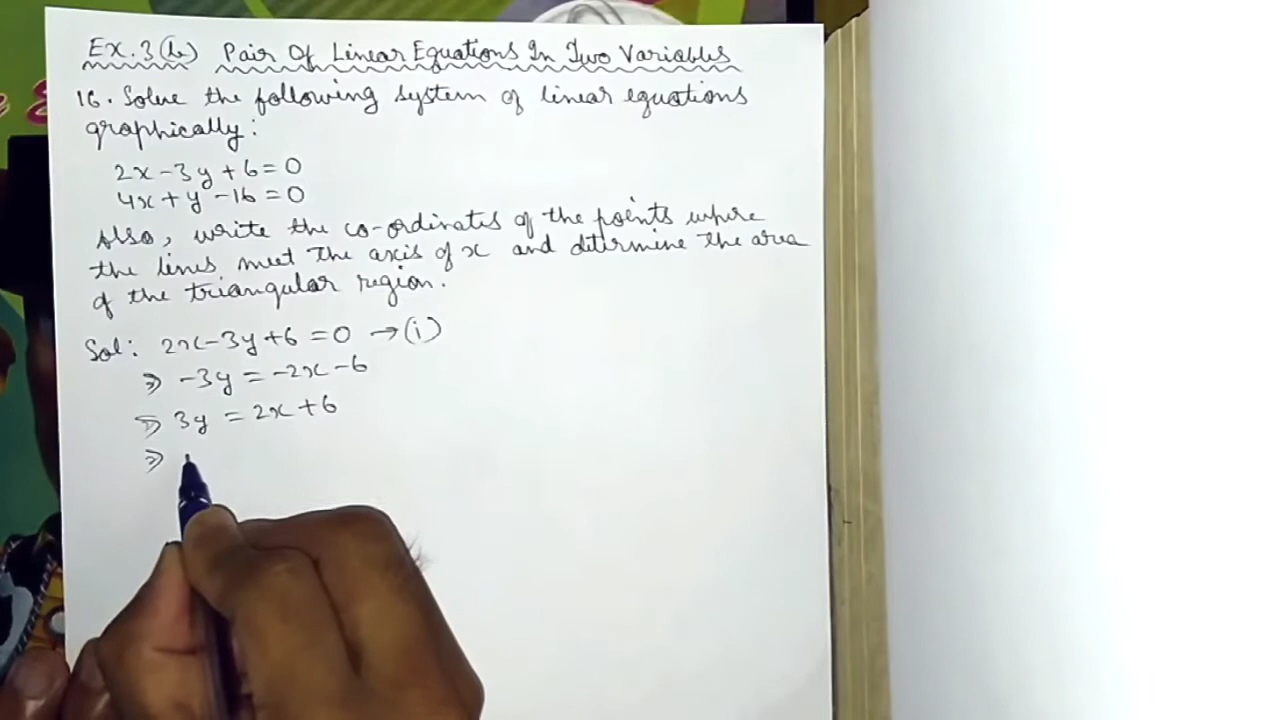 Ex. 3(b) Pair Of Linear Equations In Two Variables
16. Solve the following system of linear equations
graphically:
2x - 3y + 6 = 0
4x + y - 16 = 0
Also, write the co-ordinates of the points where
the lines meet the axis of x and determine the area
of the triangular region.
Sol: 2x - 3y + 6 = 0 → (i)
⇒ -3y = -2x - 6
⇒ 3y = 2x + 6
⇒